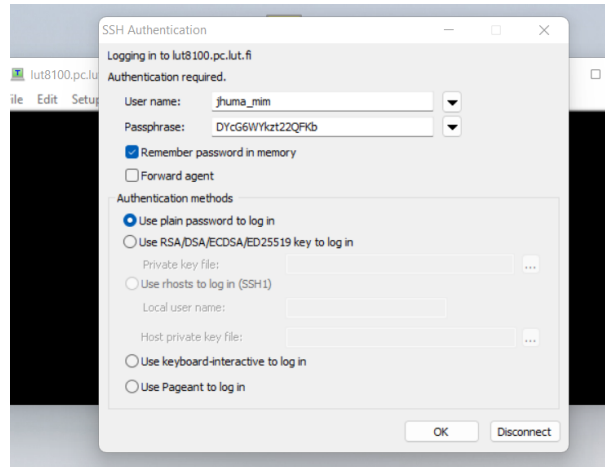 SSH Authentication
Logging in to lut8100.pc.lut.fi
lut8100.pc.lu
Authentication required.
ile Edit Setup
User name: jhuma_mim
Passphrase: DYcG6WYkzt22QFKb
Remember password in memory
Forward agent
Authentication methods
Use plain password to log in
Use RSA/DSA/ECDSA/ED25519 key to log in
Private key file: ...
Use rhosts to log in (SSH1)
Local user name:
Host private key file: ...
Use keyboard-interactive to log in
Use Pageant to log in
OK Disconnect